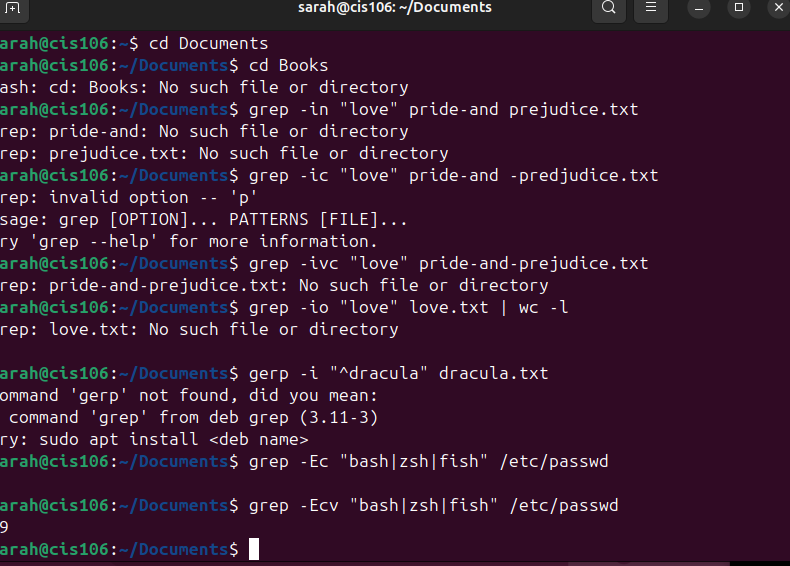 sarah@cis106: ~/Documents
arah@cis106:~$ cd Documents
arah@cis106:~/Documents$ cd Books
ash: cd: Books: No such file or directory
arah@cis106:~/Documents$ grep -in "love" pride-and prejudice.txt
rep: pride-and: No such file or directory
rep: prejudice.txt: No such file or directory
arah@cis106:~/Documents$ grep -ic "love" pride-and -predjudice.txt
rep: invalid option -- 'p'
sage: grep [OPTION]... PATTERNS [FILE]...
ry 'grep --help' for more information.
arah@cis106:~/Documents$ grep -ivc "love" pride-and-prejudice.txt
rep: pride-and-prejudice.txt: No such file or directory
arah@cis106:~/Documents$ grep -io "love" love.txt | wc -l
rep: love.txt: No such file or directory
arah@cis106:~/Documents$ gerp -i "^dracula" dracula.txt
ommand 'gerp' not found, did you mean:
command 'grep' from deb grep (3.11-3)
ry: sudo apt install <deb name>
arah@cis106:~/Documents$ grep -Ec "bash|zsh|fish" /etc/passwd
arah@cis106:~/Documents$ grep -Ecv "bash|zsh|fish" /etc/passwd
9
arah@cis106:~/Documents$